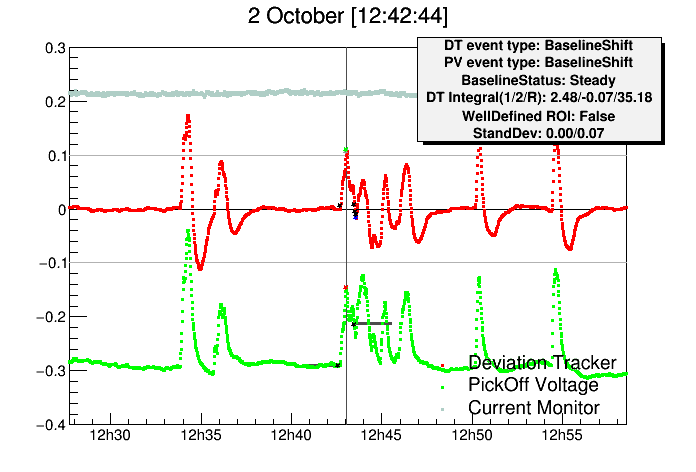 2 October [12:42:44]
DT event type: BaselineShift
PV event type: BaselineShift
BaselineStatus: Steady
DT Integral(1/2/R): 2.48/-0.07/35.18
WellDefined ROI: False
StandDev: 0.00/0.07
0.3
0.2
0.1
0
−0.1
−0.2
−0.3
−0.4
Deviation Tracker
PickOff Voltage
Current Monitor
12h30 12h35 12h40 12h45 12h50 12h55